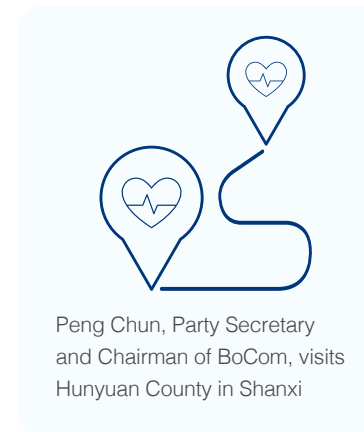 Peng Chun, Party Secretary
and Chairman of BoCom, visits
Hunyuan County in Shanxi